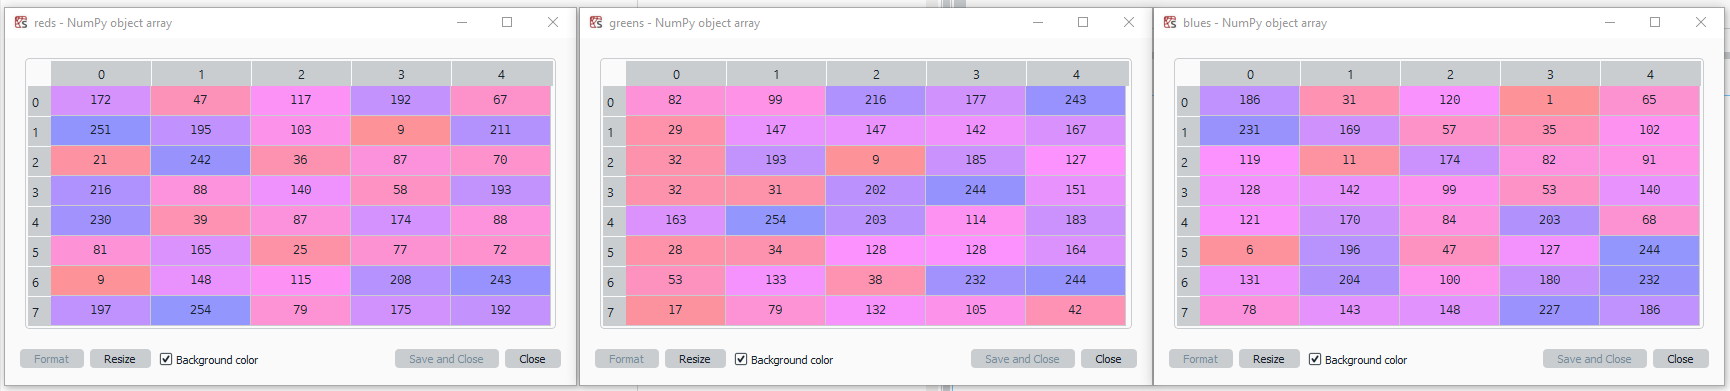 reds - NumPy object array
0 1 2 3 4
0 172 47 117 192 67
1 251 195 103 9 211
2 21 242 36 87 70
3 216 88 140 58 193
4 230 39 87 174 88
5 81 165 25 77 72
6 9 148 115 208 243
7 197 254 79 175 192
Format Resize Background color Save and Close Close
greens - NumPy object array
0 1 2 3 4
0 82 99 216 177 243
1 29 147 147 142 167
2 32 193 9 185 127
3 32 31 202 244 151
4 163 254 203 114 183
5 28 34 128 128 164
6 53 133 38 232 244
7 17 79 132 105 42
Format Resize Background color Save and Close Close
blues - NumPy object array
0 1 2 3 4
0 186 31 120 1 65
1 231 169 57 35 102
2 119 11 174 82 91
3 128 142 99 53 140
4 121 170 84 203 68
5 6 196 47 127 244
6 131 204 100 180 232
7 78 143 148 227 186
Format Resize Background color Save and Close Close